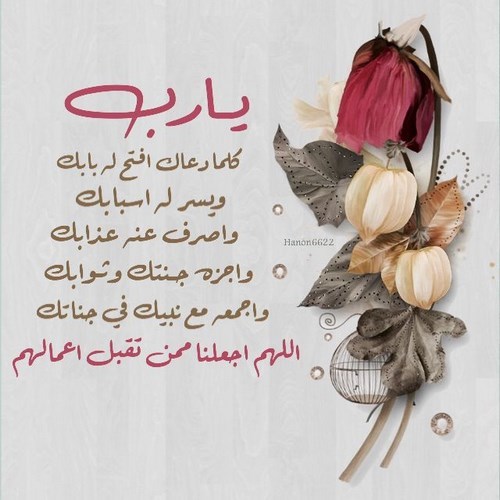 يارب
كلما دعاك افتح له بابك
ويسر له اسبابك
واصرف عنه عذابك
واجزه جنتك وثوابك
واجمعه مع نبيك في جناتك
اللهم اجعلنا ممن تقبل اعمالهم
Hanon6622